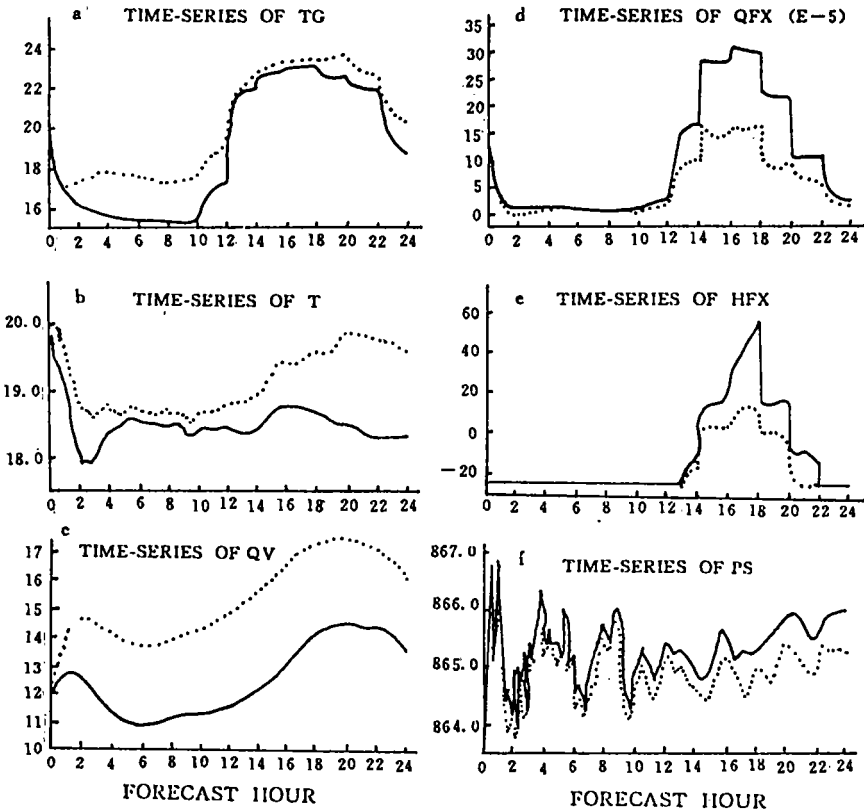 a TIME-SERIES OF TG
24
22
20
18
16
0 2 4 6 8 10 12 14 16 18 20 22 24
d TIME-SERIES OF QFX (E-5)
35
30
25
20
15
10
5
0
0 2 4 6 8 10 12 14 16 18 20 22 24
b TIME-SERIES OF T
20.0
19.0
18.0
0 2 4 6 8 10 12 14 16 18 20 22 24
e TIME-SERIES OF HFX
60
40
20
0
-20
0 2 4 6 8 10 12 14 16 18 20 22 24
c TIME-SERIES OF QV
17
16
15
14
13
12
11
10
0 2 4 6 8 10 12 14 16 18 20 22 24
FORECAST HOUR
f TIME-SERIES OF PS
867.0
866.0
865.0
864.0
0 2 4 6 8 10 12 14 16 18 20 22 24
FORECAST HOUR